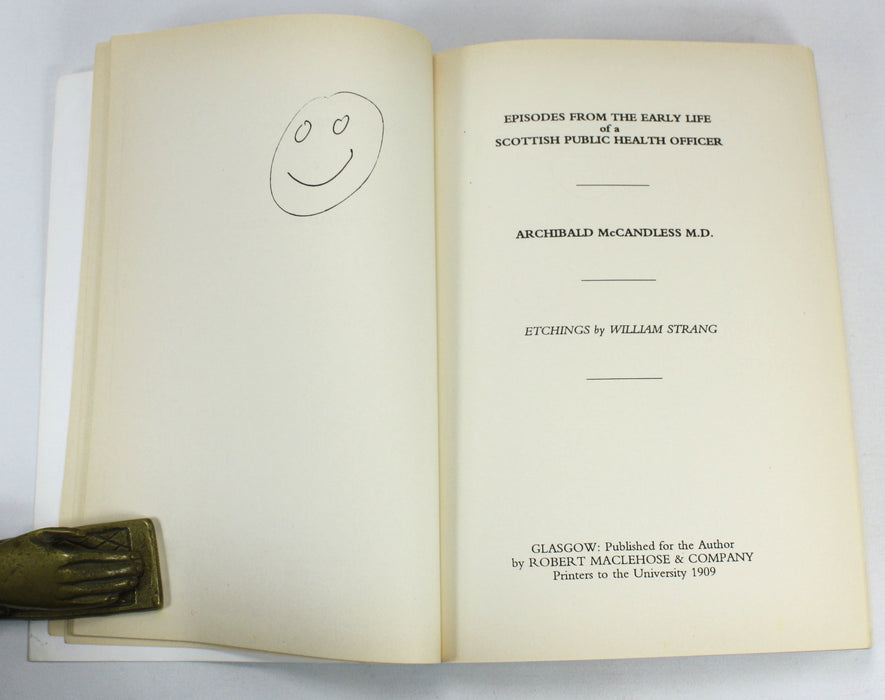 EPISODES FROM THE EARLY LIFE
of a
SCOTTISH PUBLIC HEALTH OFFICER
ARCHIBALD McCANDLESS M.D.
ETCHINGS by WILLIAM STRANG
GLASGOW: Published for the Author
by ROBERT MACLEHOSE & COMPANY
Printers to the University 1909